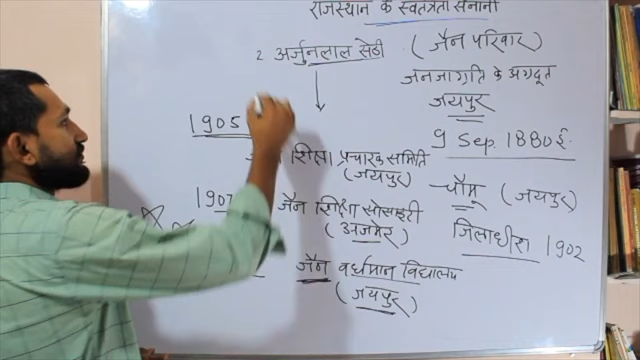 राजस्थान के स्वतंत्रता सेनानी
2 अर्जुनलाल सेठी (जैन परिवार)
जनजागृति के अग्रदूत
जयपुर
1905
9 Sep. 1880 ई.
शिक्षा प्रचारक समिति
(जयपुर)
चौमू (जयपुर)
1907
जैन शिक्षा सोसाइटी
(अजमेर)
जिलाधीश 1902
जैन वर्धमान विद्यालय
(जयपुर)